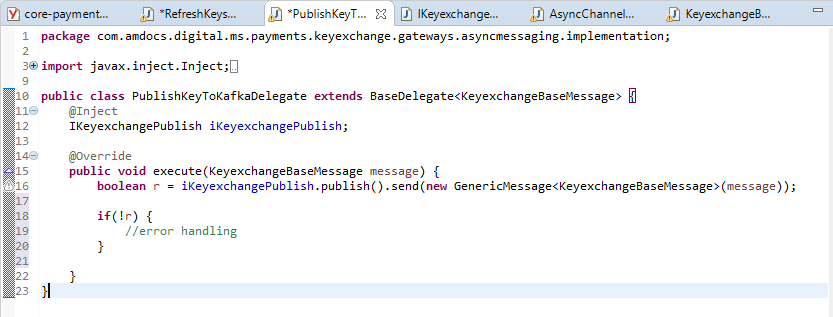 core-payment... *RefreshKeys... *PublishKeyT... IKeyexchange... AsyncChannel... KeyexchangeB...
1 package com.amdocs.digital.ms.payments.keyexchange.gateways.asyncmessaging.implementation;
2
3 import javax.inject.Inject;
9
10 public class PublishKeyToKafkaDelegate extends BaseDelegate<KeyexchangeBaseMessage> {
11 @Inject
12 IKeyexchangePublish iKeyexchangePublish;
13
14 @Override
15 public void execute(KeyexchangeBaseMessage message) {
16 boolean r = iKeyexchangePublish.publish().send(new GenericMessage<KeyexchangeBaseMessage>(message));
17
18 if(!r) {
19 //error handling
20 }
21
22 }
23 }